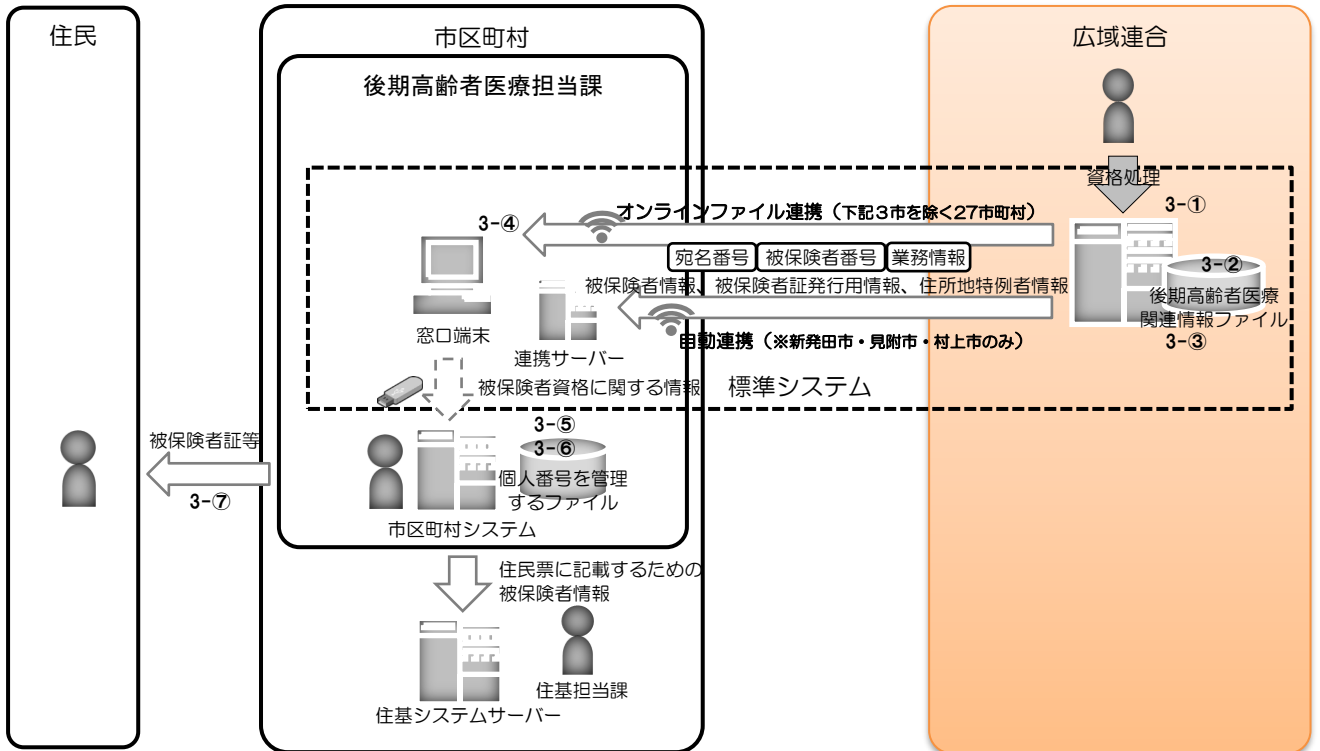 住民
市区町村
広域連合
後期高齢者医療担当課
資格処理
3-①
オンラインファイル連携（下記３市を除く27市町村）
3-④
宛名番号
被保険者番号
業務情報
3-②
被保険者情報、被保険者証発行用情報、住所地特例者情報
後期高齢者医療
関連情報ファイル
3-③
窓口端末
連携サーバー
自動連携（※新発田市・見附市・村上市のみ）
被保険者資格に関する情報
標準システム
3-⑤
3-⑥
個人番号を管理
するファイル
市区町村システム
被保険者証等
3-⑦
住民票に記載するための
被保険者情報
住基担当課
住基システムサーバー